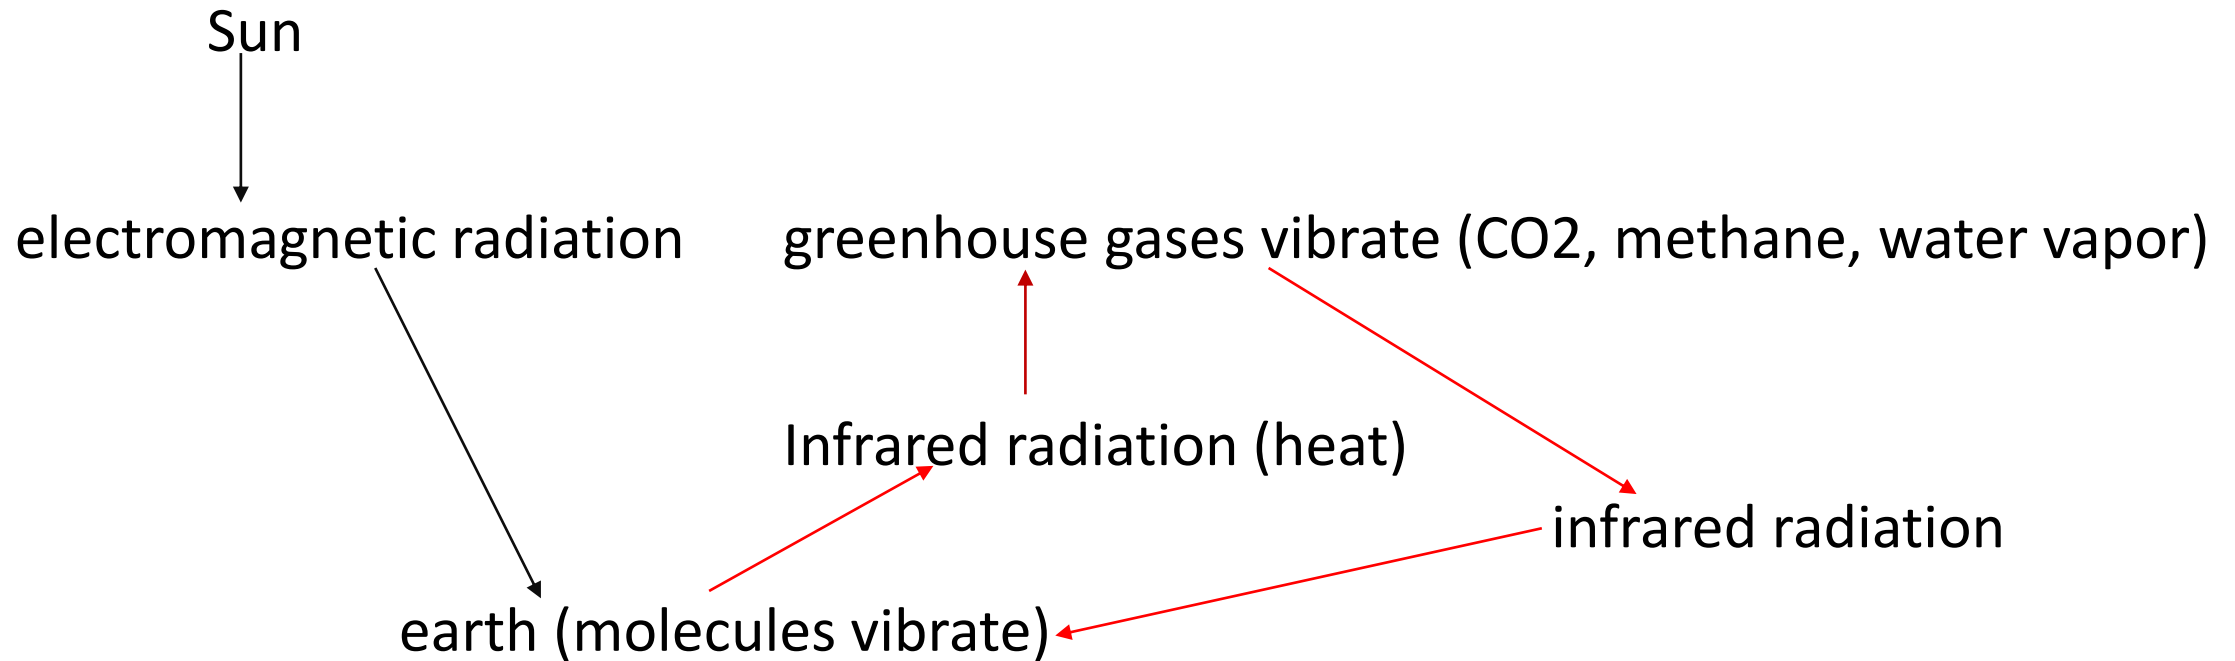 Sun
electromagnetic radiation
greenhouse gases vibrate (CO2, methane, water vapor)
Infrared radiation (heat)
infrared radiation
earth (molecules vibrate)